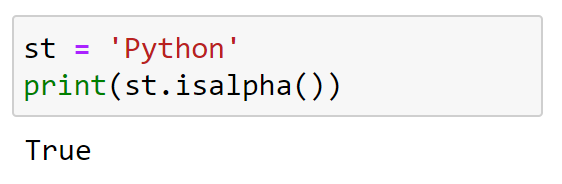 st = 'Python'
print(st.isalpha())
True